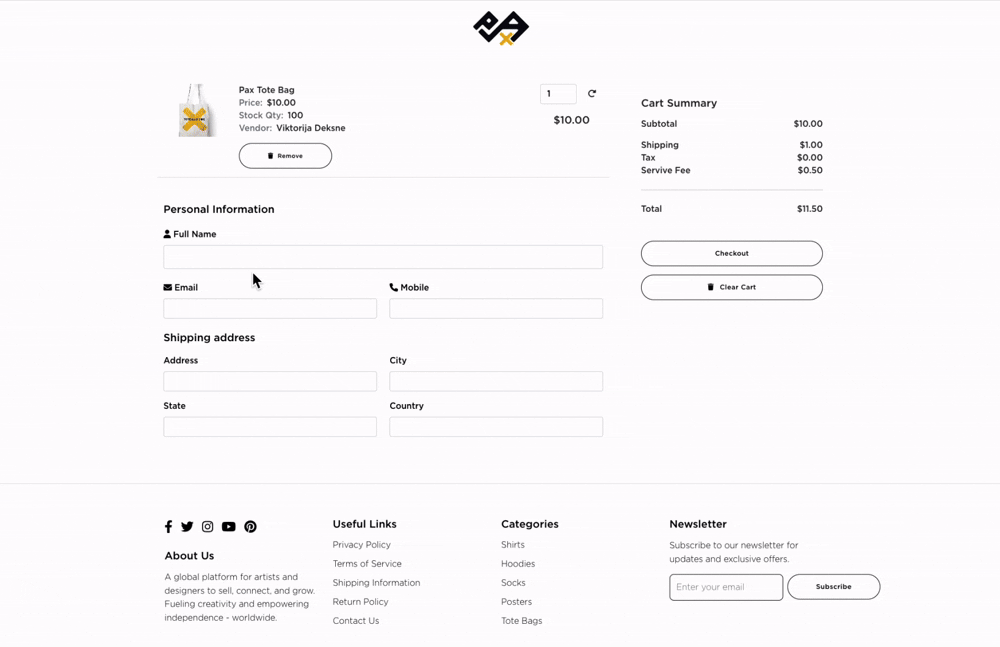 Pax Tote Bag
Price: $10.00
Stock Qty: 100
Vendor: Viktorija Deksne
Remove
1
$10.00
Cart Summary
Subtotal $10.00
Shipping $1.00
Tax $0.00
Servive Fee $0.50
Total $11.50
Checkout
Clear Cart
Personal Information
Full Name
Email
Mobile
Shipping address
Address
City
State
Country
About Us
A global platform for artists and
designers to sell, connect, and grow.
Fueling creativity and empowering
independence - worldwide.
Useful Links
Privacy Policy
Terms of Service
Shipping Information
Return Policy
Contact Us
Categories
Shirts
Hoodies
Socks
Posters
Tote Bags
Newsletter
Subscribe to our newsletter for
updates and exclusive offers.
Enter your email
Subscribe